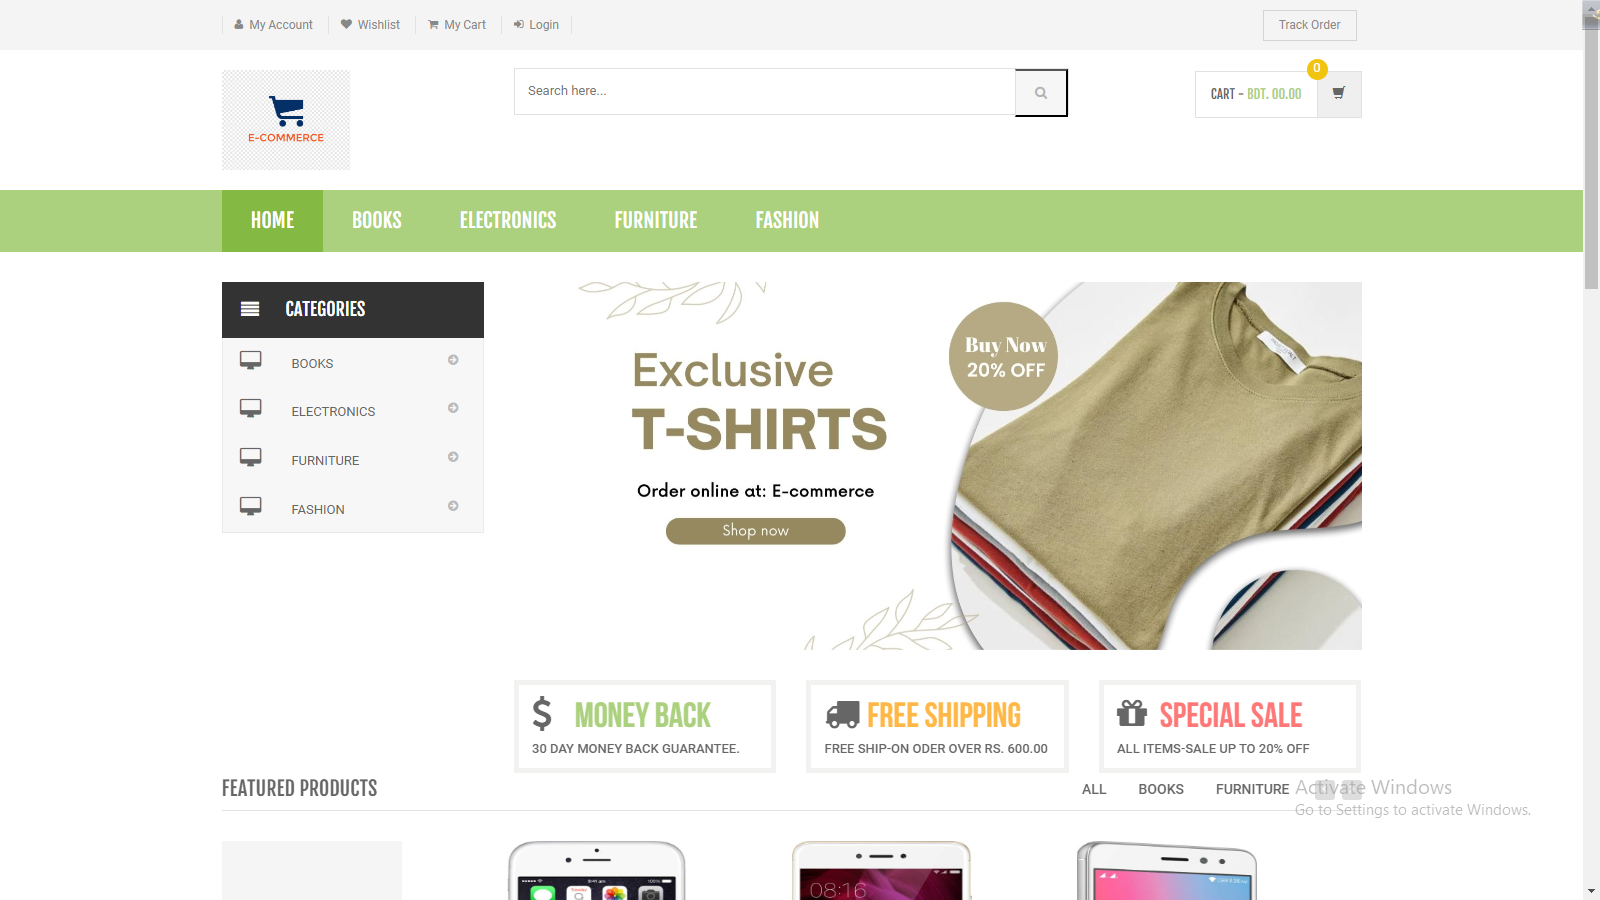 My Account
Wishlist
My Cart
Login
Track Order
E-COMMERCE
Search here...
CART - BDT. 00.00
0
HOME
BOOKS
ELECTRONICS
FURNITURE
FASHION
CATEGORIES
BOOKS
ELECTRONICS
FURNITURE
FASHION
Exclusive
T-SHIRTS
Buy Now
20% OFF
Order online at: E-commerce
Shop now
MONEY BACK
30 DAY MONEY BACK GUARANTEE.
FREE SHIPPING
FREE SHIP-ON ODER OVER RS. 600.00
SPECIAL SALE
ALL ITEMS-SALE UP TO 20% OFF
FEATURED PRODUCTS
ALL
BOOKS
FURNITURE
Activate Windows
Go to Settings to activate Windows.
08:16